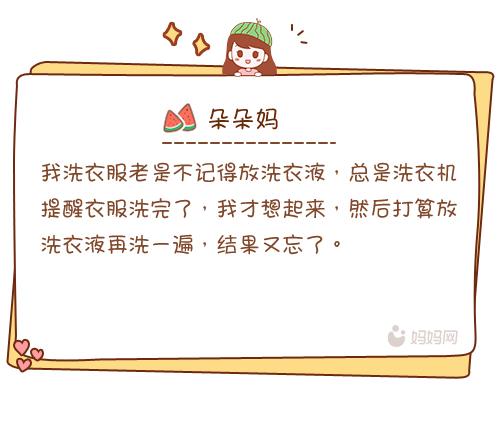 朵朵妈
我洗衣服老是不记得放洗衣液，总是洗衣机
提醒衣服洗完了，我才想起来，然后打算放
洗衣液再洗一遍，结果又忘了。
妈妈网